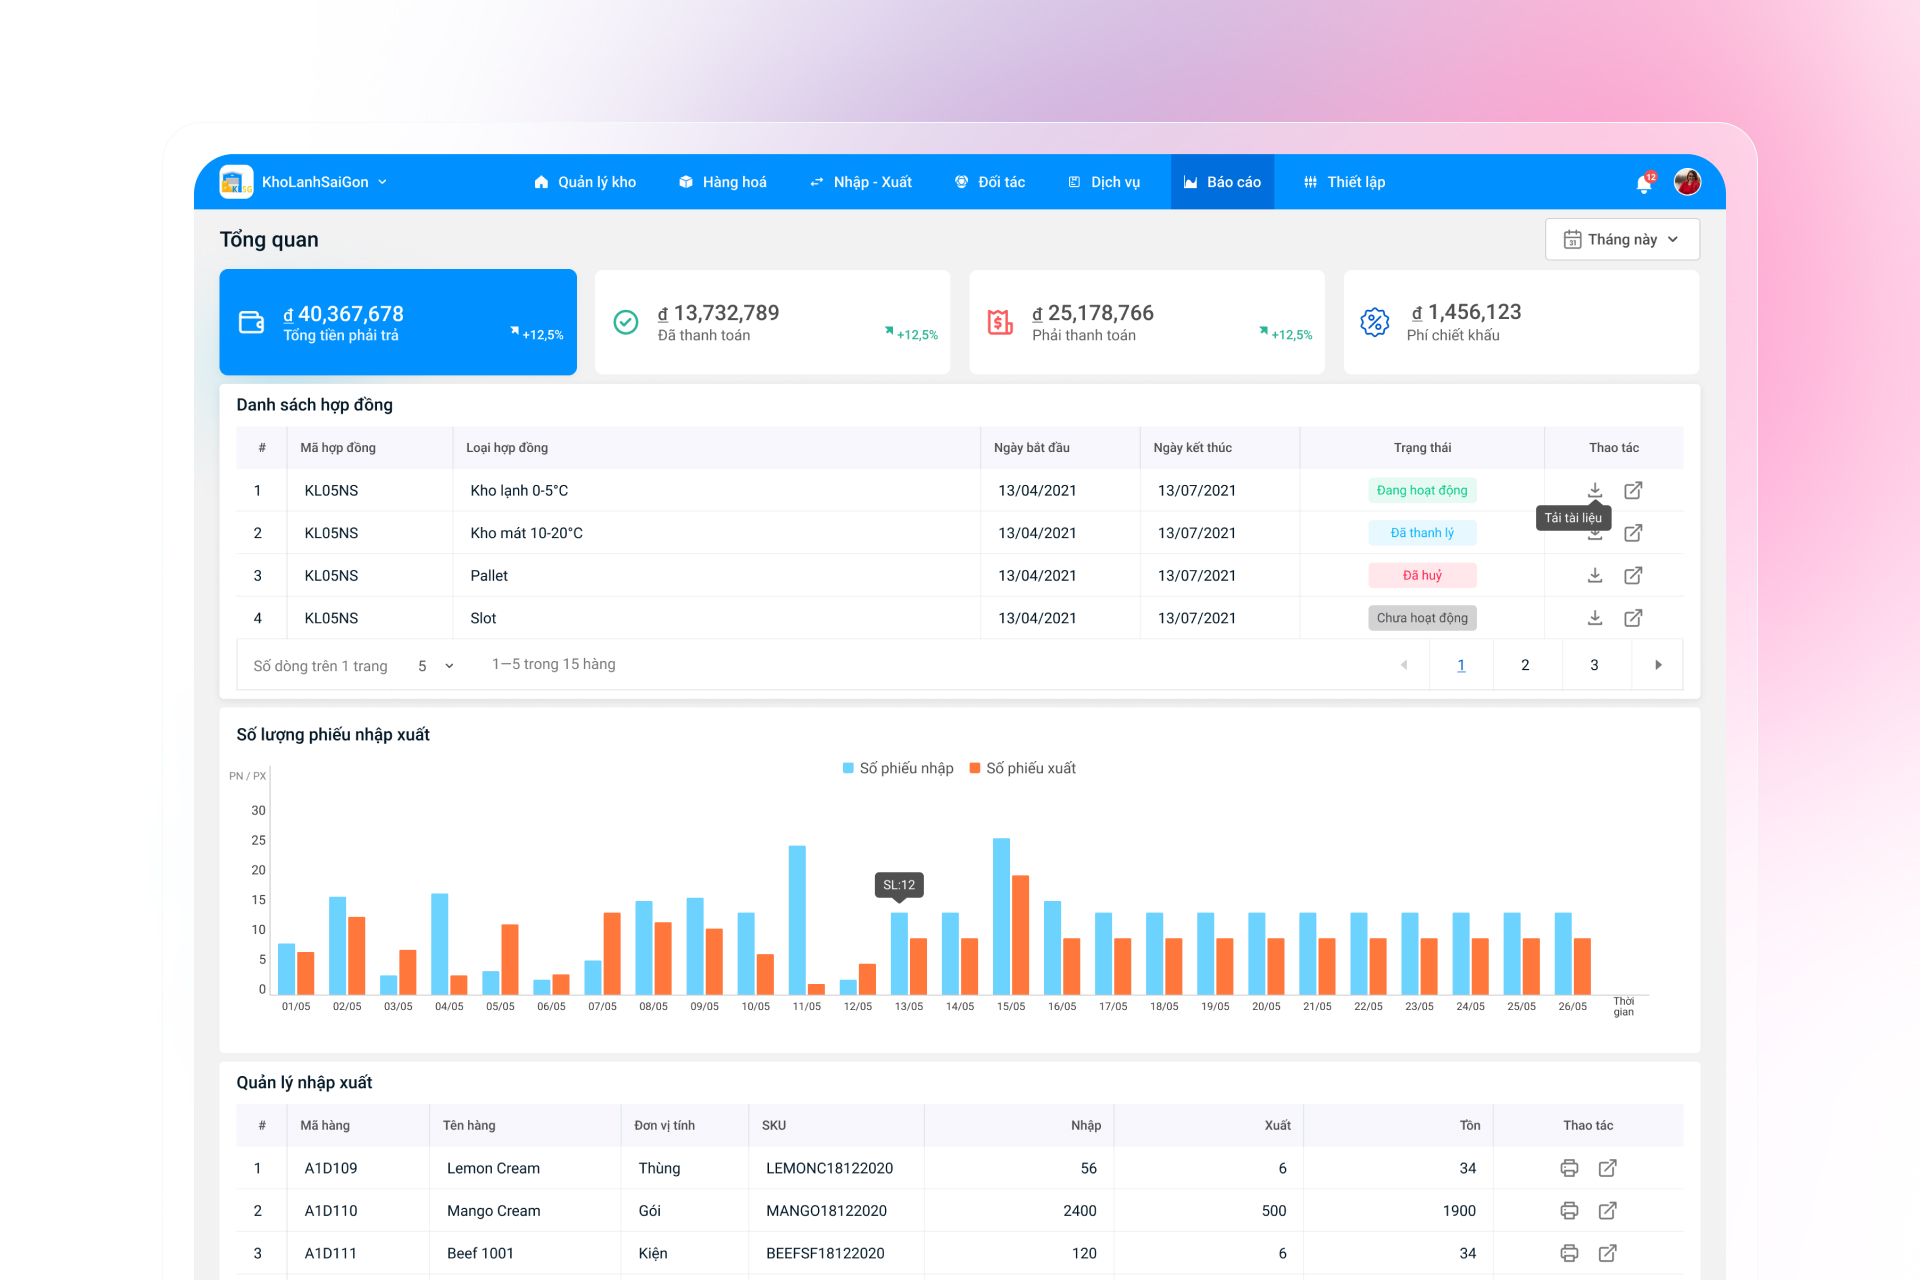 KhoLanhSaiGon
Quản lý kho
Hàng hoá
Nhập - Xuất
Đối tác
Dịch vụ
Báo cáo
Thiết lập
12
Tổng quan
31
Tháng này
₫ 40,367,678
Tổng tiền phải trả
+12,5%
₫ 13,732,789
Đã thanh toán
+12,5%
₫ 25,178,766
Phải thanh toán
+12,5%
₫ 1,456,123
Phí chiết khấu
Danh sách hợp đồng
# Mã hợp đồng Loại hợp đồng Ngày bắt đầu Ngày kết thúc Trạng thái Thao tác
1 KL05NS Kho lạnh 0-5°C 13/04/2021 13/07/2021 Đang hoạt động
Tải tài liệu
2 KL05NS Kho mát 10-20°C 13/04/2021 13/07/2021 Đã thanh lý
3 KL05NS Pallet 13/04/2021 13/07/2021 Đã huỷ
4 KL05NS Slot 13/04/2021 13/07/2021 Chưa hoạt động
Số dòng trên 1 trang 5 1—5 trong 15 hàng 1 2 3
Số lượng phiếu nhập xuất
Số phiếu nhập Số phiếu xuất
PN / PX
30
25
20
15
10
5
0
SL:12
01/05 02/05 03/05 04/05 05/05 06/05 07/05 08/05 09/05 10/05 11/05 12/05 13/05 14/05 15/05 16/05 17/05 18/05 19/05 20/05 21/05 22/05 23/05 24/05 25/05 26/05
Thời
gian
Quản lý nhập xuất
# Mã hàng Tên hàng Đơn vị tính SKU Nhập Xuất Tồn Thao tác
1 A1D109 Lemon Cream Thùng LEMONC18122020 56 6 34
2 A1D110 Mango Cream Gói MANGO18122020 2400 500 1900
3 A1D111 Beef 1001 Kiện BEEFSF18122020 120 6 34